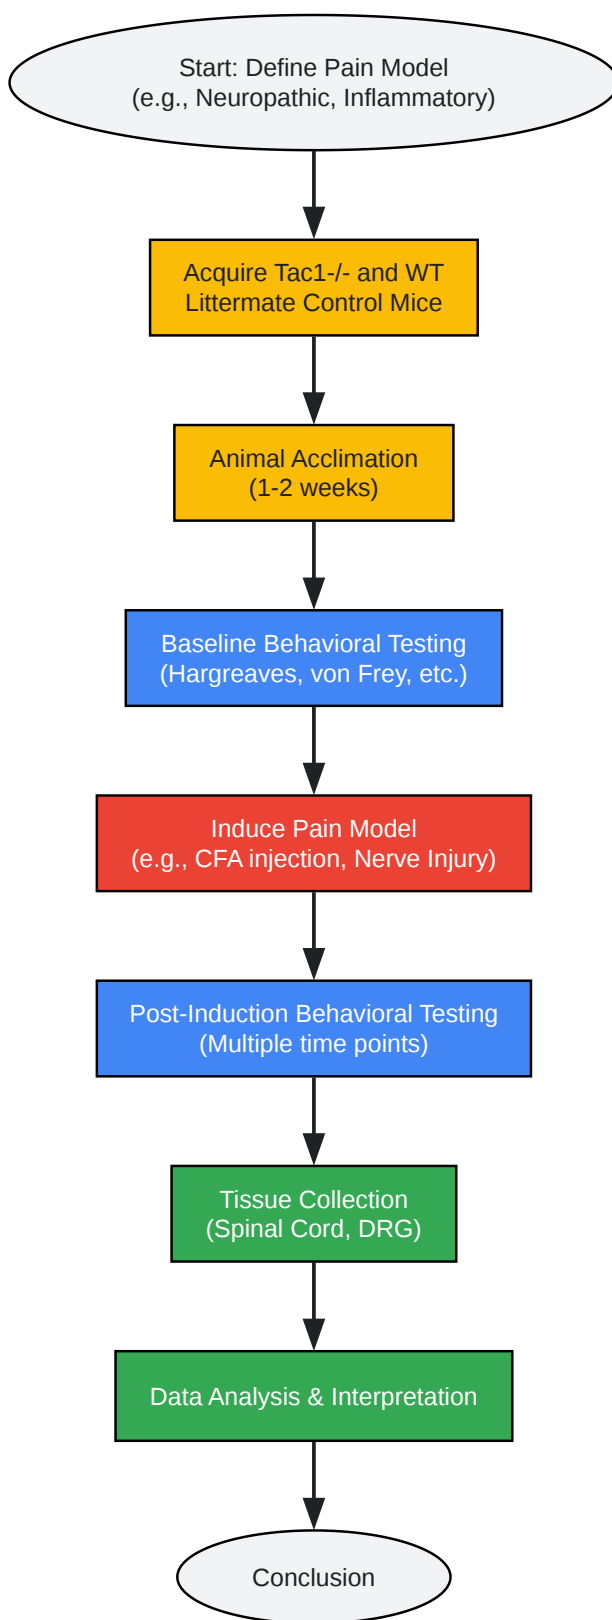 Start: Define Pain Model
(e.g., Neuropathic, Inflammatory)
Acquire Tac1-/- and WT
Littermate Control Mice
Animal Acclimation
(1-2 weeks)
Baseline Behavioral Testing
(Hargreaves, von Frey, etc.)
Induce Pain Model
(e.g., CFA injection, Nerve Injury)
Post-Induction Behavioral Testing
(Multiple time points)
Tissue Collection
(Spinal Cord, DRG)
Data Analysis & Interpretation
Conclusion